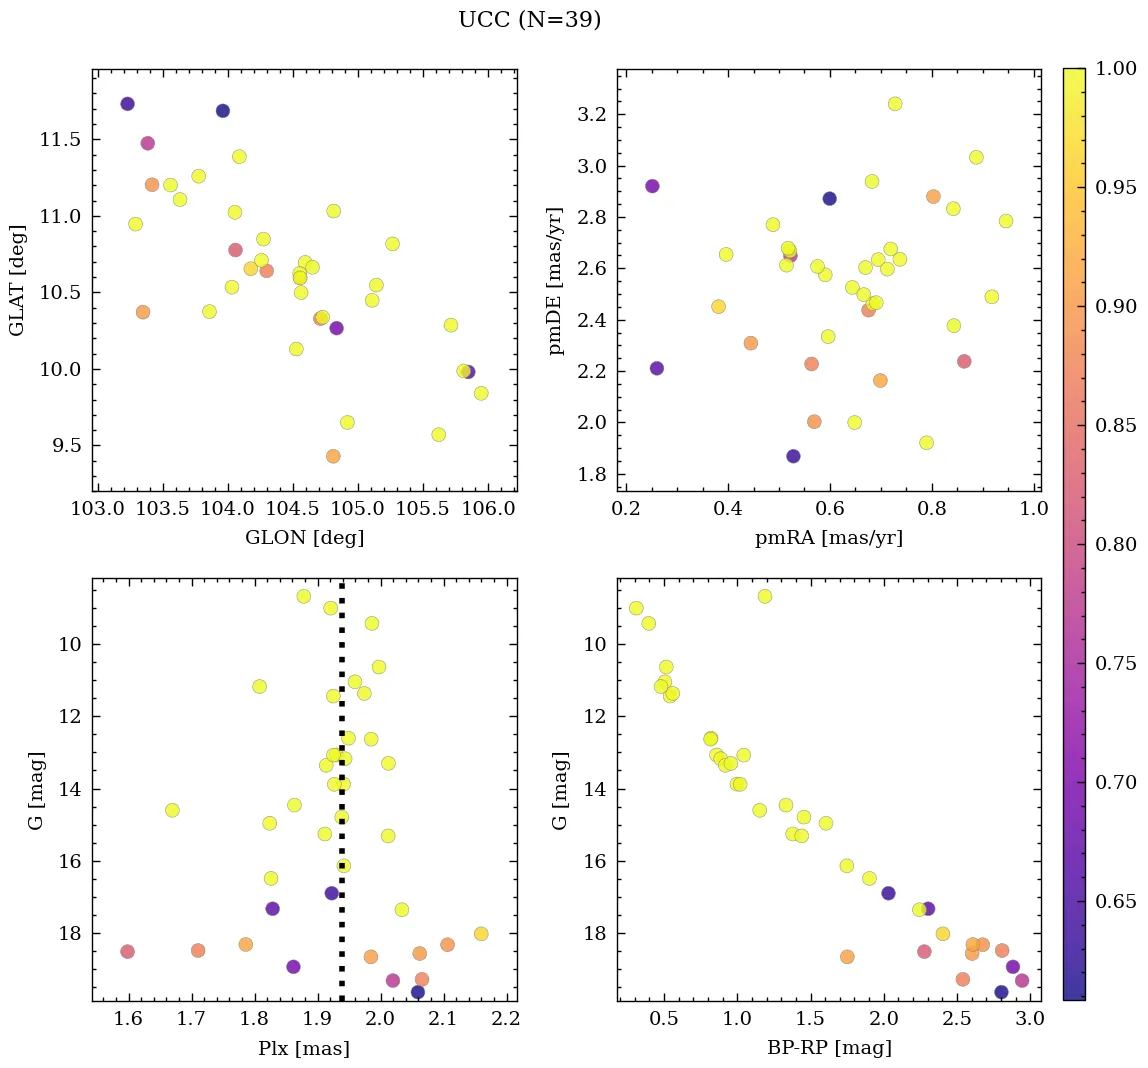 UCC (N=39)
11.5
11.0
10.5
10.0
9.5
GLAT [deg]
103.0 103.5 104.0 104.5 105.0 105.5 106.0
GLON [deg]
3.2
3.0
2.8
2.6
2.4
2.2
2.0
1.8
pmDE [mas/yr]
0.2 0.4 0.6 0.8 1.0
pmRA [mas/yr]
10
12
14
16
18
G [mag]
1.6 1.7 1.8 1.9 2.0 2.1 2.2
Plx [mas]
10
12
14
16
18
G [mag]
0.5 1.0 1.5 2.0 2.5 3.0
BP-RP [mag]
1.00
0.95
0.90
0.85
0.80
0.75
0.70
0.65